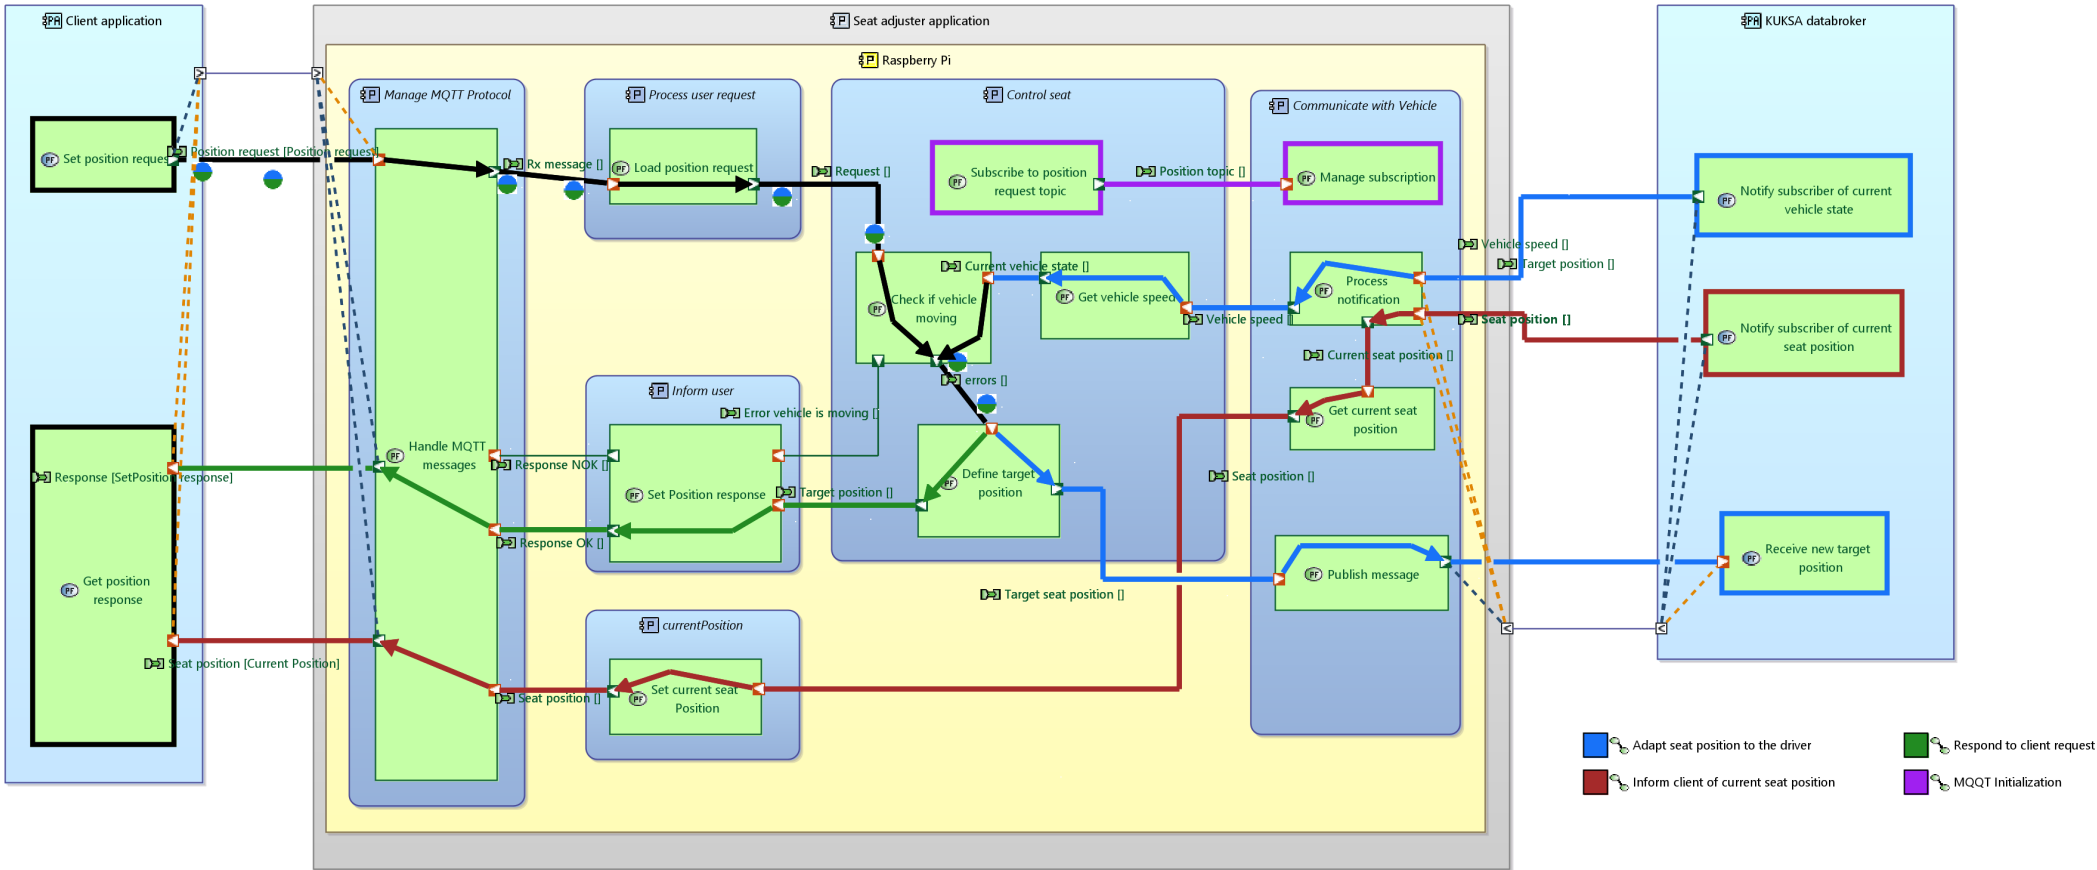 Client application
Seat adjuster application
KUKSA databroker
Raspberry Pi
Manage MQTT Protocol
Process user request
Control seat
Communicate with Vehicle
Set position request
Position request [Position request]
Rx message []
Load position request
Request []
Subscribe to position
request topic
Position topic []
Manage subscription
Notify subscriber of current
vehicle state
Vehicle speed []
Target position []
Current vehicle state []
Check if vehicle
moving
Get vehicle speed
Vehicle speed []
Process
notification
Seat position []
Notify subscriber of current
seat position
Current seat position []
errors []
Inform user
Error vehicle is moving []
Get current seat
position
Handle MQTT
messages
Response NOK []
Response [SetPosition response]
Set Position response
Target position []
Define target
position
Seat position []
Response OK []
Get position
response
Publish message
Receive new target
position
Target seat position []
currentPosition
Seat position [Current Position]
Seat position []
Set current seat
Position
Adapt seat position to the driver
Respond to client request
Inform client of current seat position
MQQT Initialization